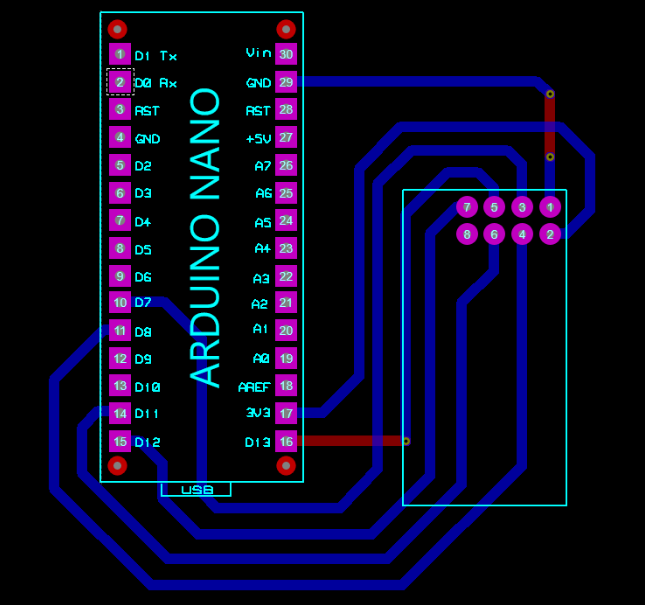 1 D1 Tx Vin 30
2 D0 Rx GND 29
3 RST RST 28
4 GND +5V 27
5 D2 A7 26
6 D3 A6 25
7 D4 A5 24
8 D5 A4 23
9 D6 A3 22
10 D7 A2 21
11 D8 A1 20
12 D9 A0 19
13 D10 AREF 18
14 D11 3V3 17
15 D12 D13 16
ARDUINO NANO
USB
7 5 3 1
8 6 4 2